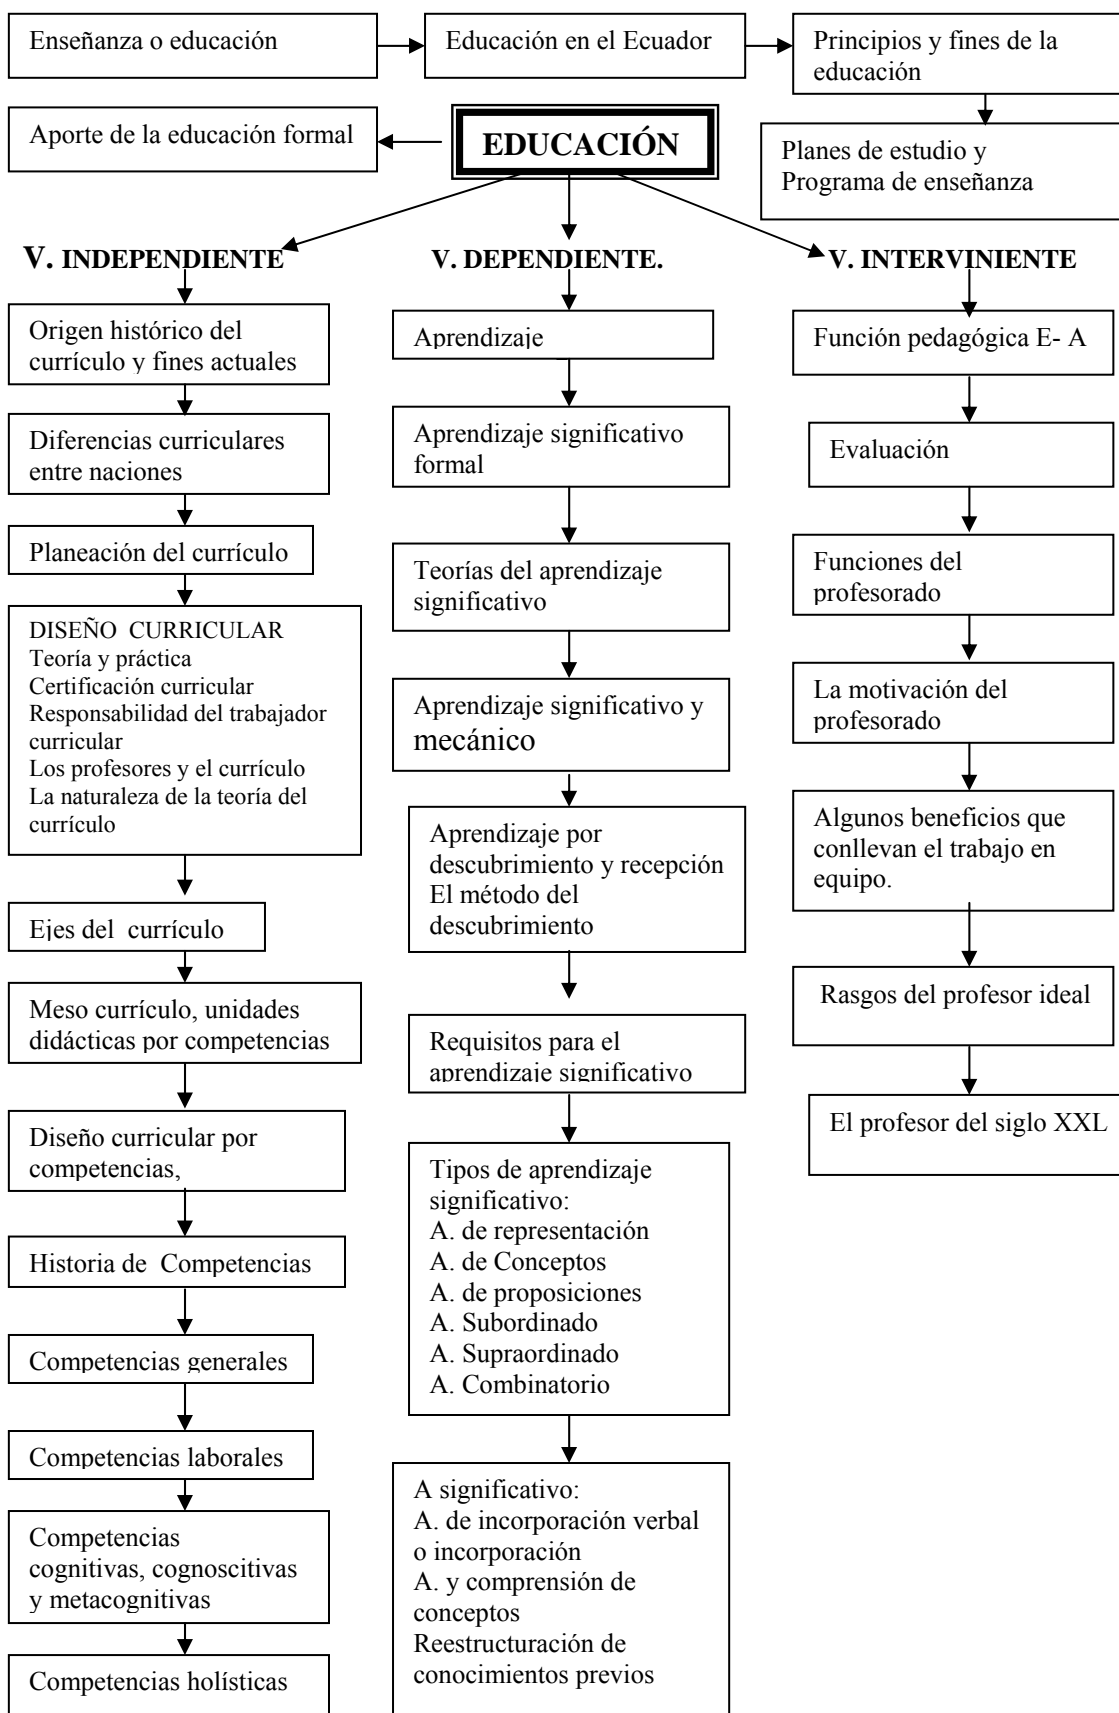 Enseñanza o educación
Educación en el Ecuador
Principios y fines de la
educación
Aporte de la educación formal
EDUCACIÓN
Planes de estudio y
Programa de enseñanza
V. INDEPENDIENTE
Origen histórico del
currículo y fines actuales
Diferencias curriculares
entre naciones
Planeación del currículo
DISEÑO CURRICULAR
Teoría y práctica
Certificación curricular
Responsabilidad del trabajador
curricular
Los profesores y el currículo
La naturaleza de la teoría del
currículo
Ejes del currículo
Meso currículo, unidades
didácticas por competencias
Diseño curricular por
competencias,
Historia de Competencias
Competencias generales
Competencias laborales
Competencias
cognitivas, cognoscitivas
y metacognitivas
Competencias holísticas
V. DEPENDIENTE.
Aprendizaje
Aprendizaje significativo
formal
Teorías del aprendizaje
significativo
Aprendizaje significativo y
mecánico
Aprendizaje por
descubrimiento y recepción
El método del
descubrimiento
Requisitos para el
aprendizaje significativo
Tipos de aprendizaje
significativo:
A. de representación
A. de Conceptos
A. de proposiciones
A. Subordinado
A. Supraordinado
A. Combinatorio
A significativo:
A. de incorporación verbal
o incorporación
A. y comprensión de
conceptos
Reestructuración de
conocimientos previos
V. INTERVINIENTE
Función pedagógica E- A
Evaluación
Funciones del
profesorado
La motivación del
profesorado
Algunos beneficios que
conllevan el trabajo en
equipo.
Rasgos del profesor ideal
El profesor del siglo XXL